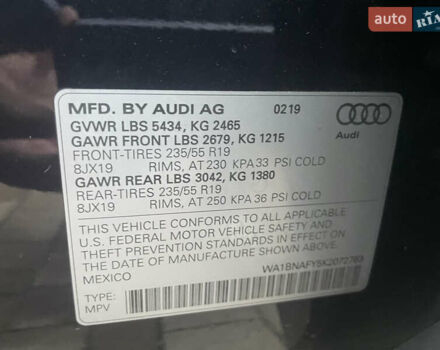 auto RIA
MFD. BY AUDI AG 0219
GVWR LBS 5434, KG 2465
GAWR FRONT LBS 2679, KG 1215
FRONT-TIRES 235/55 R19
8JX19 RIMS, AT 230 KPA 33 PSI COLD
GAWR REAR LBS 3042, KG 1380
REAR-TIRES 235/55 R19
8JX19 RIMS, AT 250 KPA 36 PSI COLD
Audi
THIS VEHICLE CONFORMS TO ALL APPLICABLE
U.S. FEDERAL MOTOR VEHICLE SAFETY AND
THEFT PREVENTION STANDARDS IN EFFECT ON
THE DATE OF MANUFACTURE SHOWN ABOVE.
MEXICO WA1BNAFY5K2072763
TYPE:
MPV